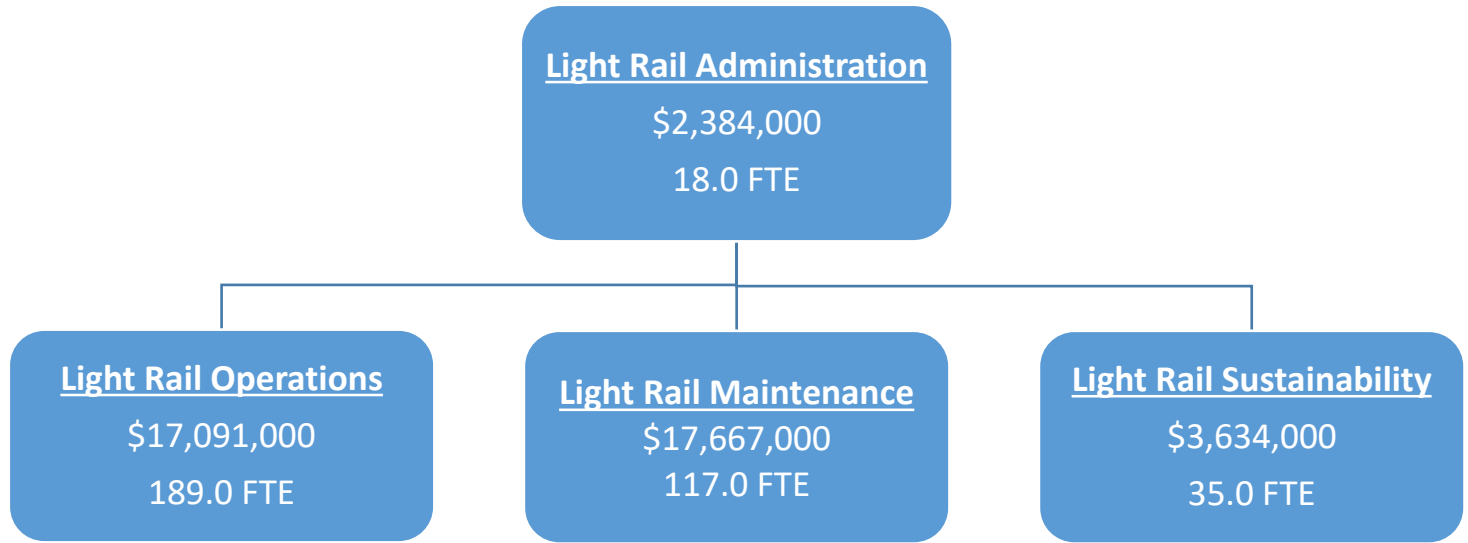 Light Rail Administration
$2,384,000
18.0 FTE
Light Rail Operations
$17,091,000
189.0 FTE
Light Rail Maintenance
$17,667,000
117.0 FTE
Light Rail Sustainability
$3,634,000
35.0 FTE